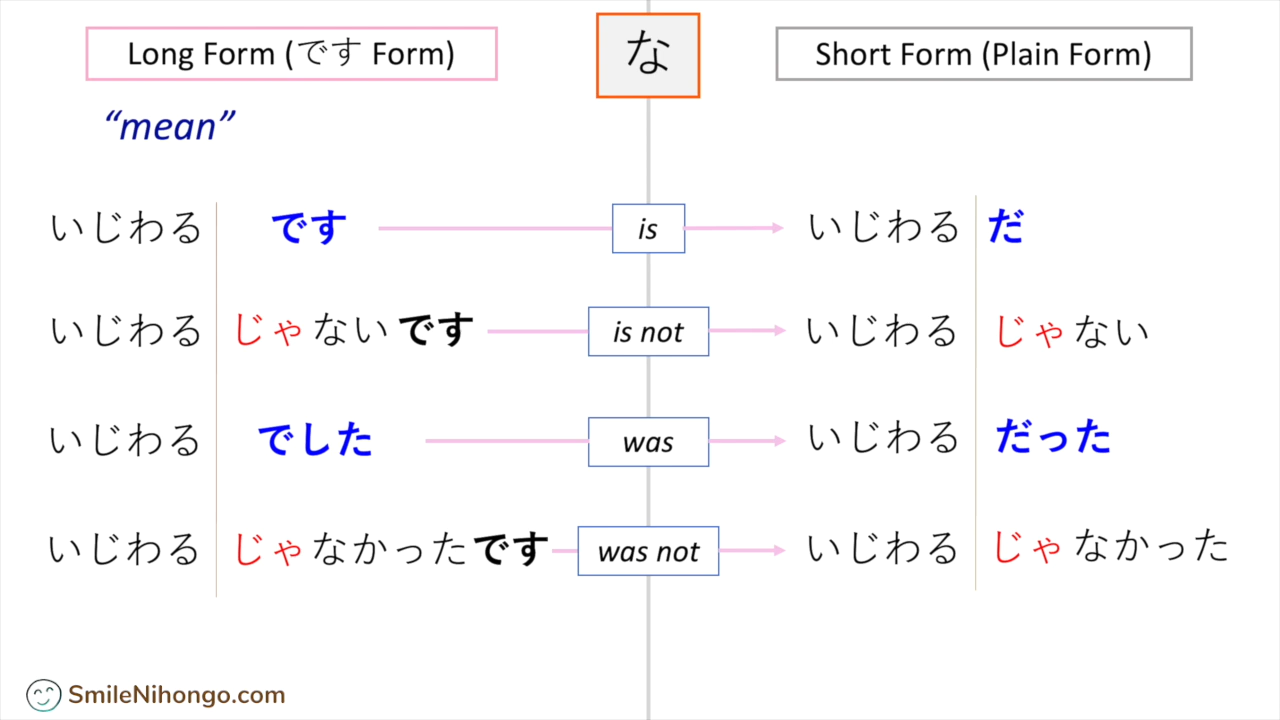 Long Form (です Form) な Short Form (Plain Form)
“mean”
いじわる です is いじわる だ
いじわる じゃ ない です is not いじわる じゃ ない
いじわる でした was いじわる だった
いじわる じゃ なかった です was not いじわる じゃ なかった
SmileNihongo.com